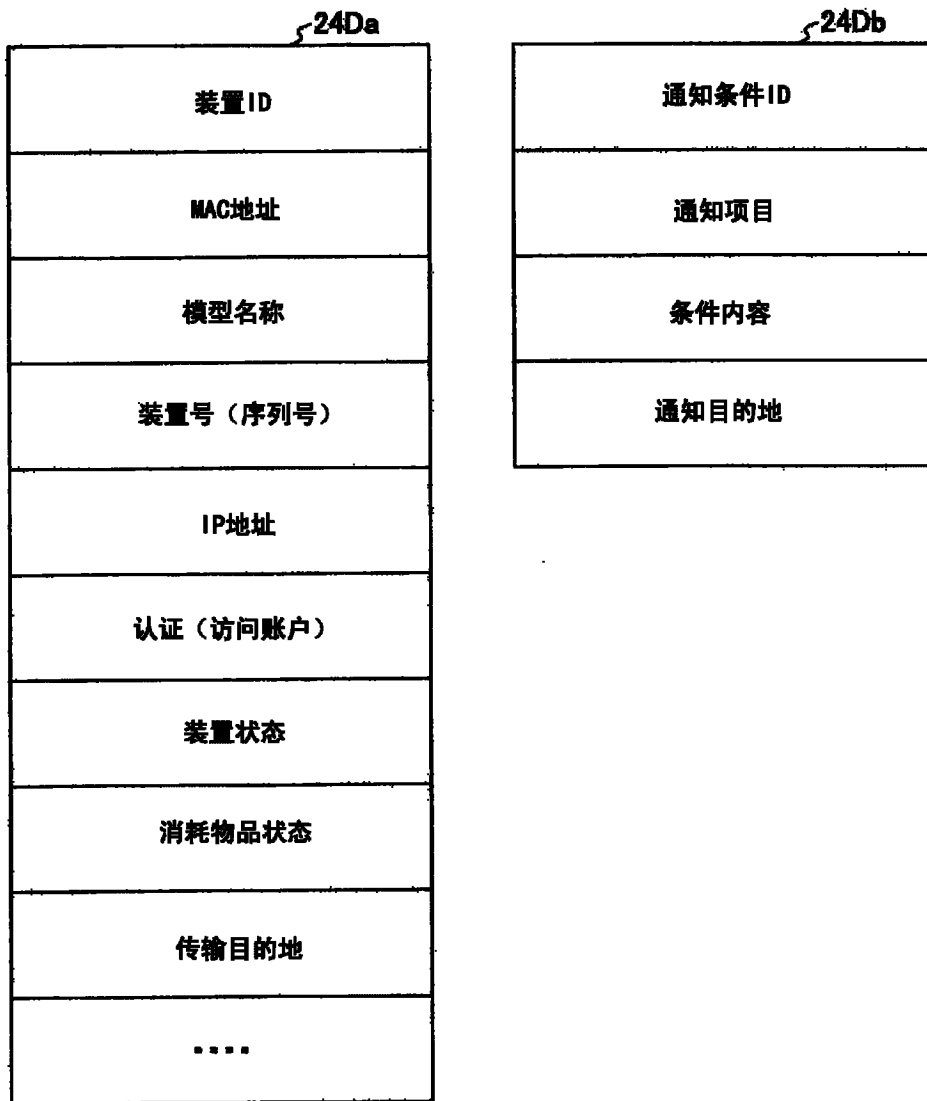 24Da
装置ID
MAC地址
模型名称
装置号（序列号）
IP地址
认证（访问账户）
装置状态
消耗物品状态
传输目的地
....
24Db
通知条件ID
通知项目
条件内容
通知目的地